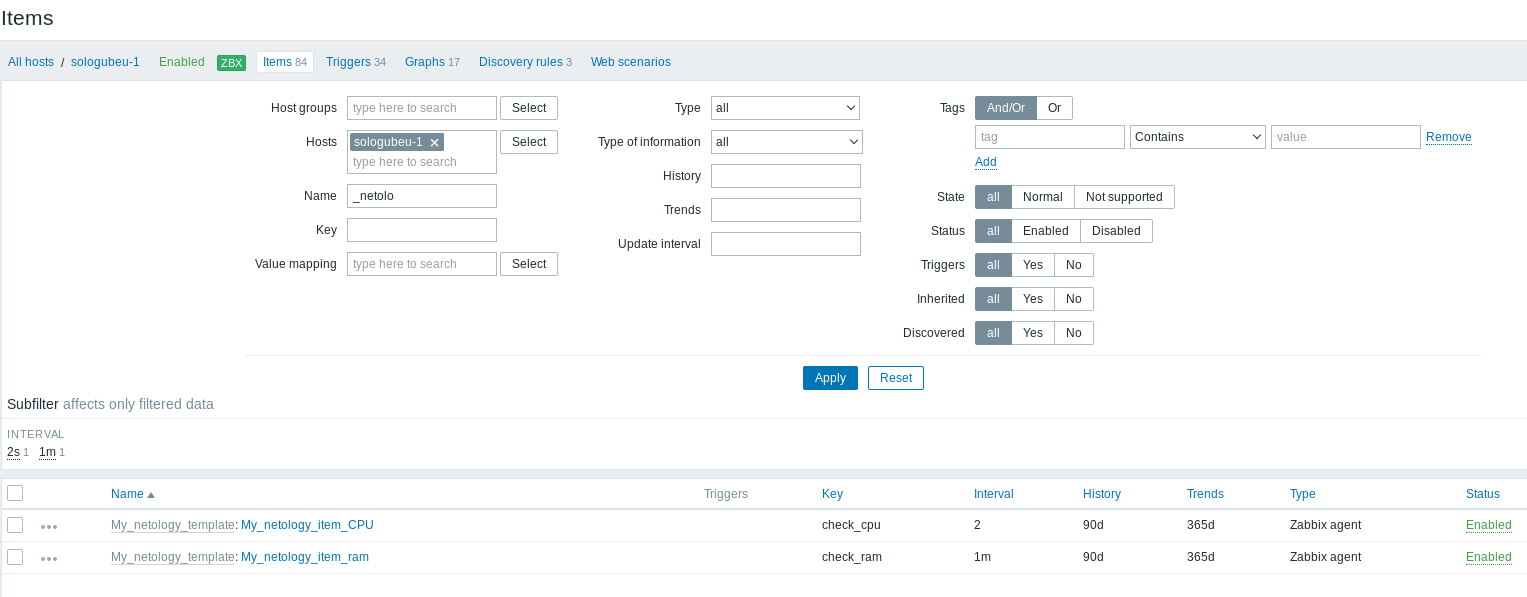 Items
All hosts / sologubeu-1 Enabled ZBX Items 84 Triggers 34 Graphs 17 Discovery rules 3 Web scenarios
Host groups type here to search Select Type all Tags And/Or Or
tag Contains value Remove
Hosts sologubeu-1 Select Type of information all
type here to search Add
History
Name _netolo State all Normal Not supported
Trends
Key Status all Enabled Disabled
Update interval
Value mapping type here to search Select Triggers all Yes No
Inherited all Yes No
Discovered all Yes No
Apply Reset
Subfilter affects only filtered data
INTERVAL
2s 1 1m 1
Name Triggers Key Interval History Trends Type Status
My_netology_template: My_netology_item_CPU check_cpu 2 90d 365d Zabbix agent Enabled
My_netology_template: My_netology_item_ram check_ram 1m 90d 365d Zabbix agent Enabled